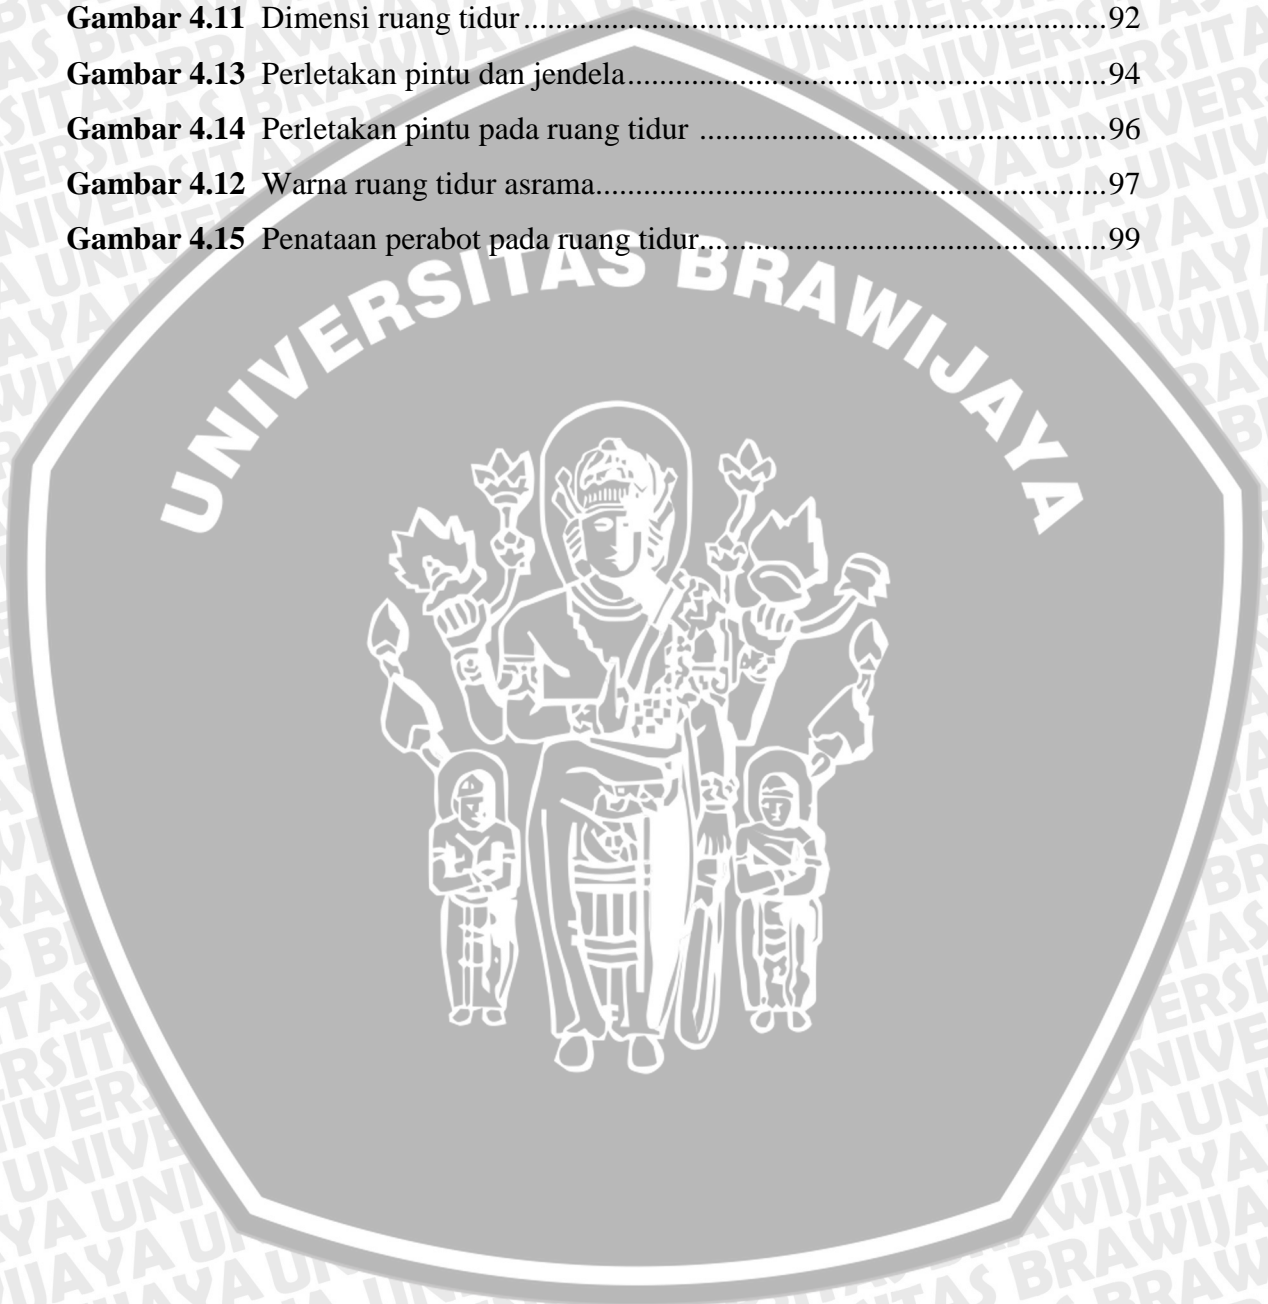 Gambar 4.11 Dimensi ruang tidur ........................................................................92
Gambar 4.13 Perletakan pintu dan jendela...........................................................94
Gambar 4.14 Perletakan pintu pada ruang tidur ..................................................96
Gambar 4.12 Warna ruang tidur asrama...............................................................97
Gambar 4.15 Penataan perabot pada ruang tidur..................................................99
UNIVERSITAS BRAWIJAYA